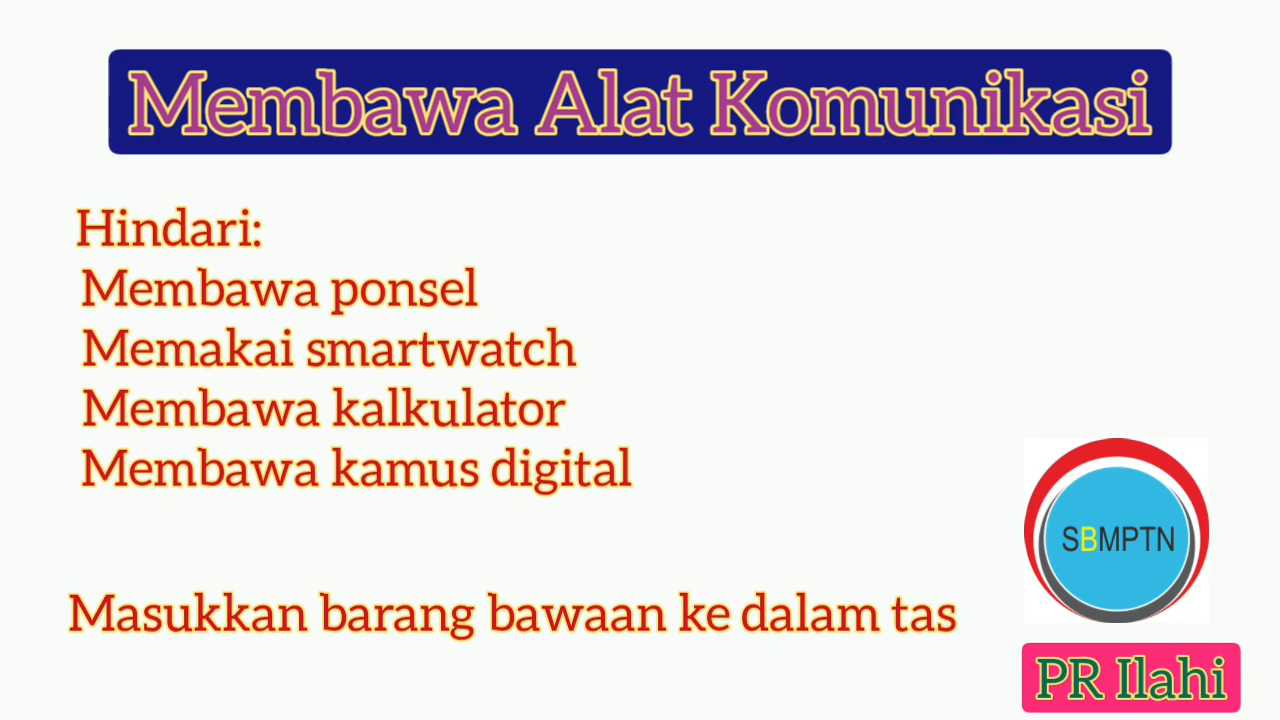 Membawa Alat Komunikasi
Hindari:
Membawa ponsel
Memakai smartwatch
Membawa kalkulator
Membawa kamus digital
Masukkan barang bawaan ke dalam tas
SBMPTN
PR Ilahi